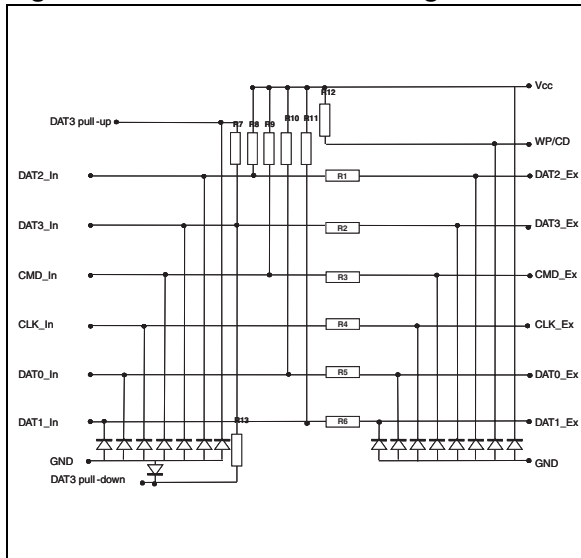 Vcc
R12
DAT3 pull-up
R7 R8 R9 R10 R11
WP/CD
DAT2_In R1 DAT2_Ex
DAT3_In R2 DAT3_Ex
CMD_In R3 CMD_Ex
CLK_In R4 CLK_Ex
DAT0_In R5 DAT0_Ex
DAT1_In R13 R6 DAT1_Ex
GND GND
DAT3 pull-down